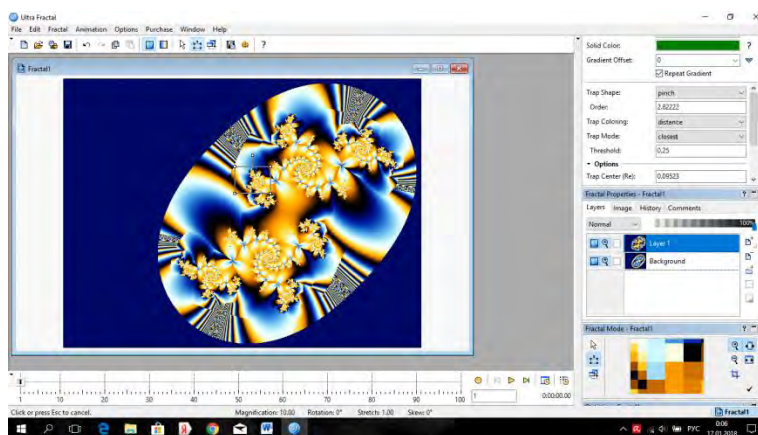 Ultra Fractal
File Edit Fractal Animation Options Purchase Window Help
Fractal1
Solid Color:
Gradient Offset: 0
Repeat Gradient
Trap Shape: pinch
Order: 2.62222
Trap Coloring: distance
Trap Mode: closest
Threshold: 0.25
Options
Trap Center (Re): 0.09523
Fractal Properties - Fractal1
Layers Image History Comments
Normal 100%
Layer 1
Background
Fractal Mode - Fractal1
1 10 20 30 40 50 60 70 80 90 100
1 0:00:00.00
Click or press Esc to cancel. Magnification: 10.00 Rotation: 0° Stretch: 1.00 Skew: 0° Fractal1
РУС 0:06
17.01.2018